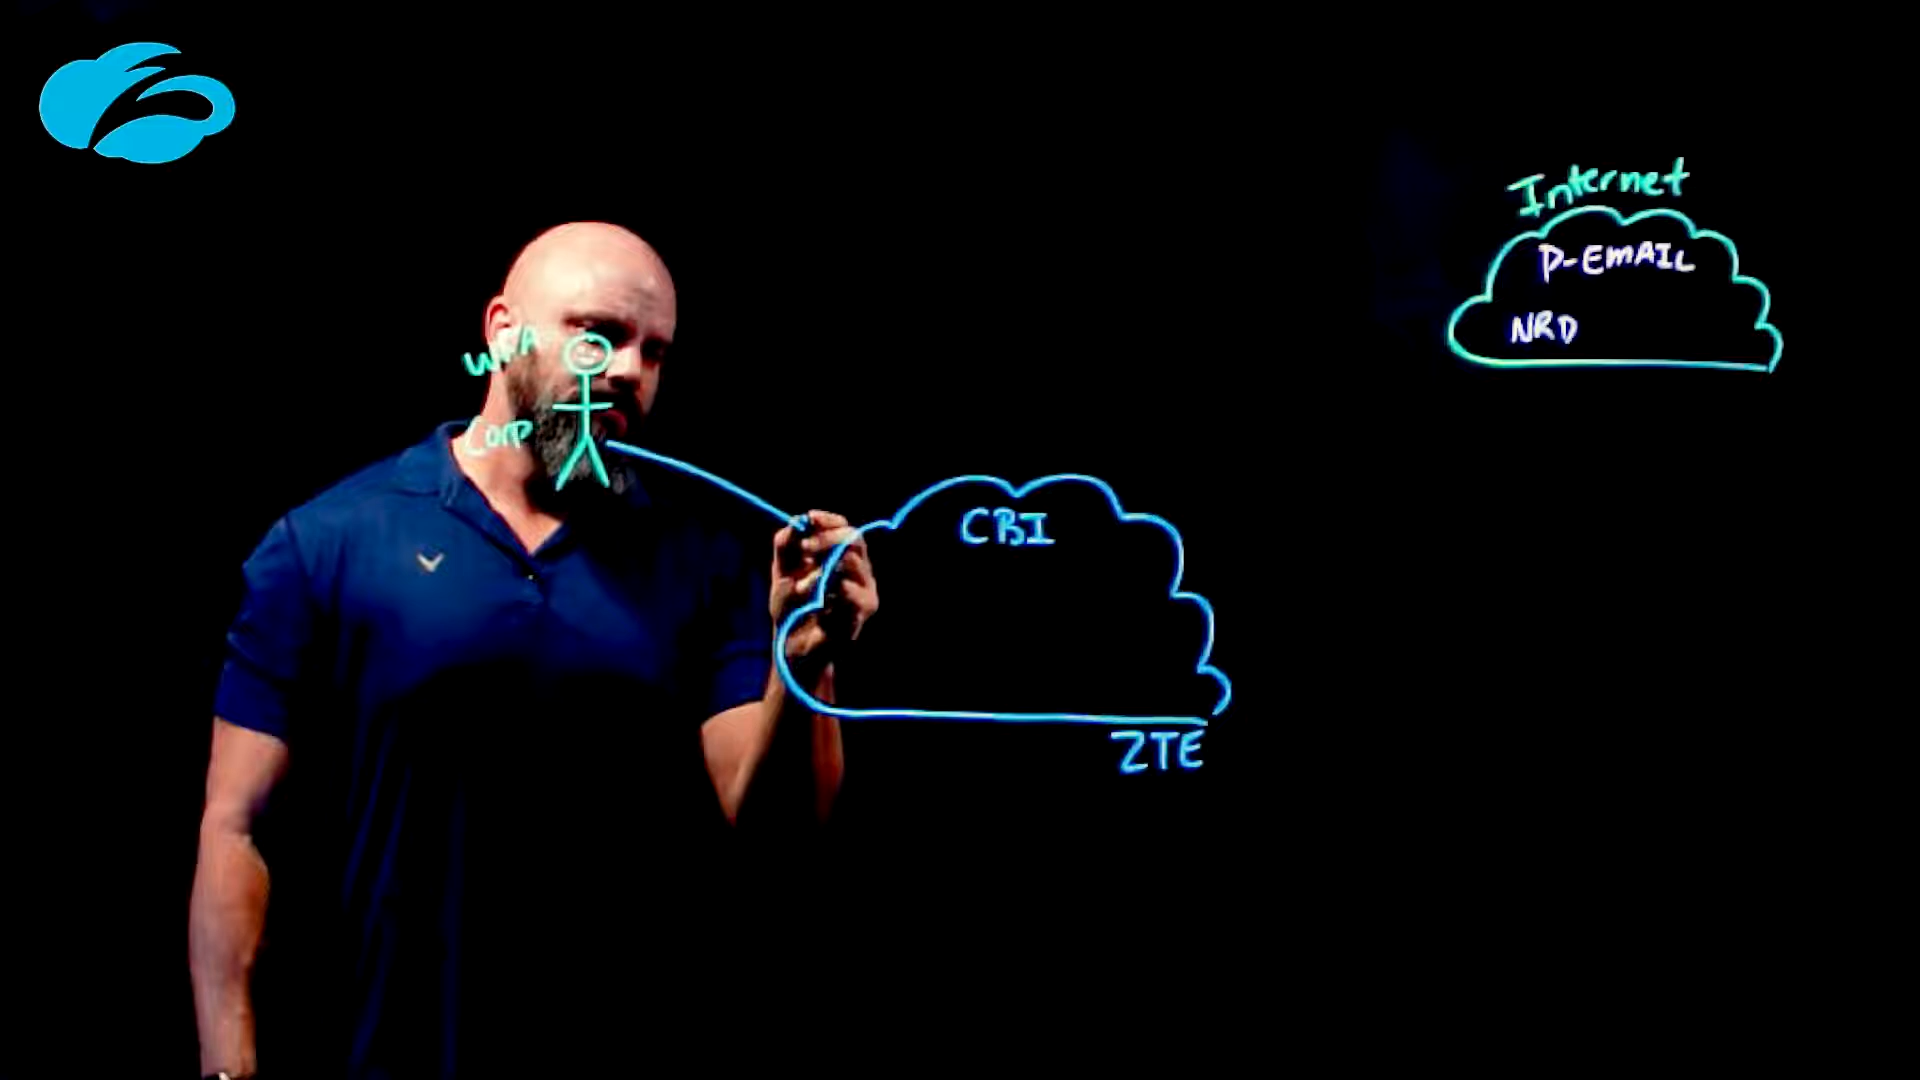 Internet
P-EMAIL
NRD
WFA
Corp
CBI
ZTE